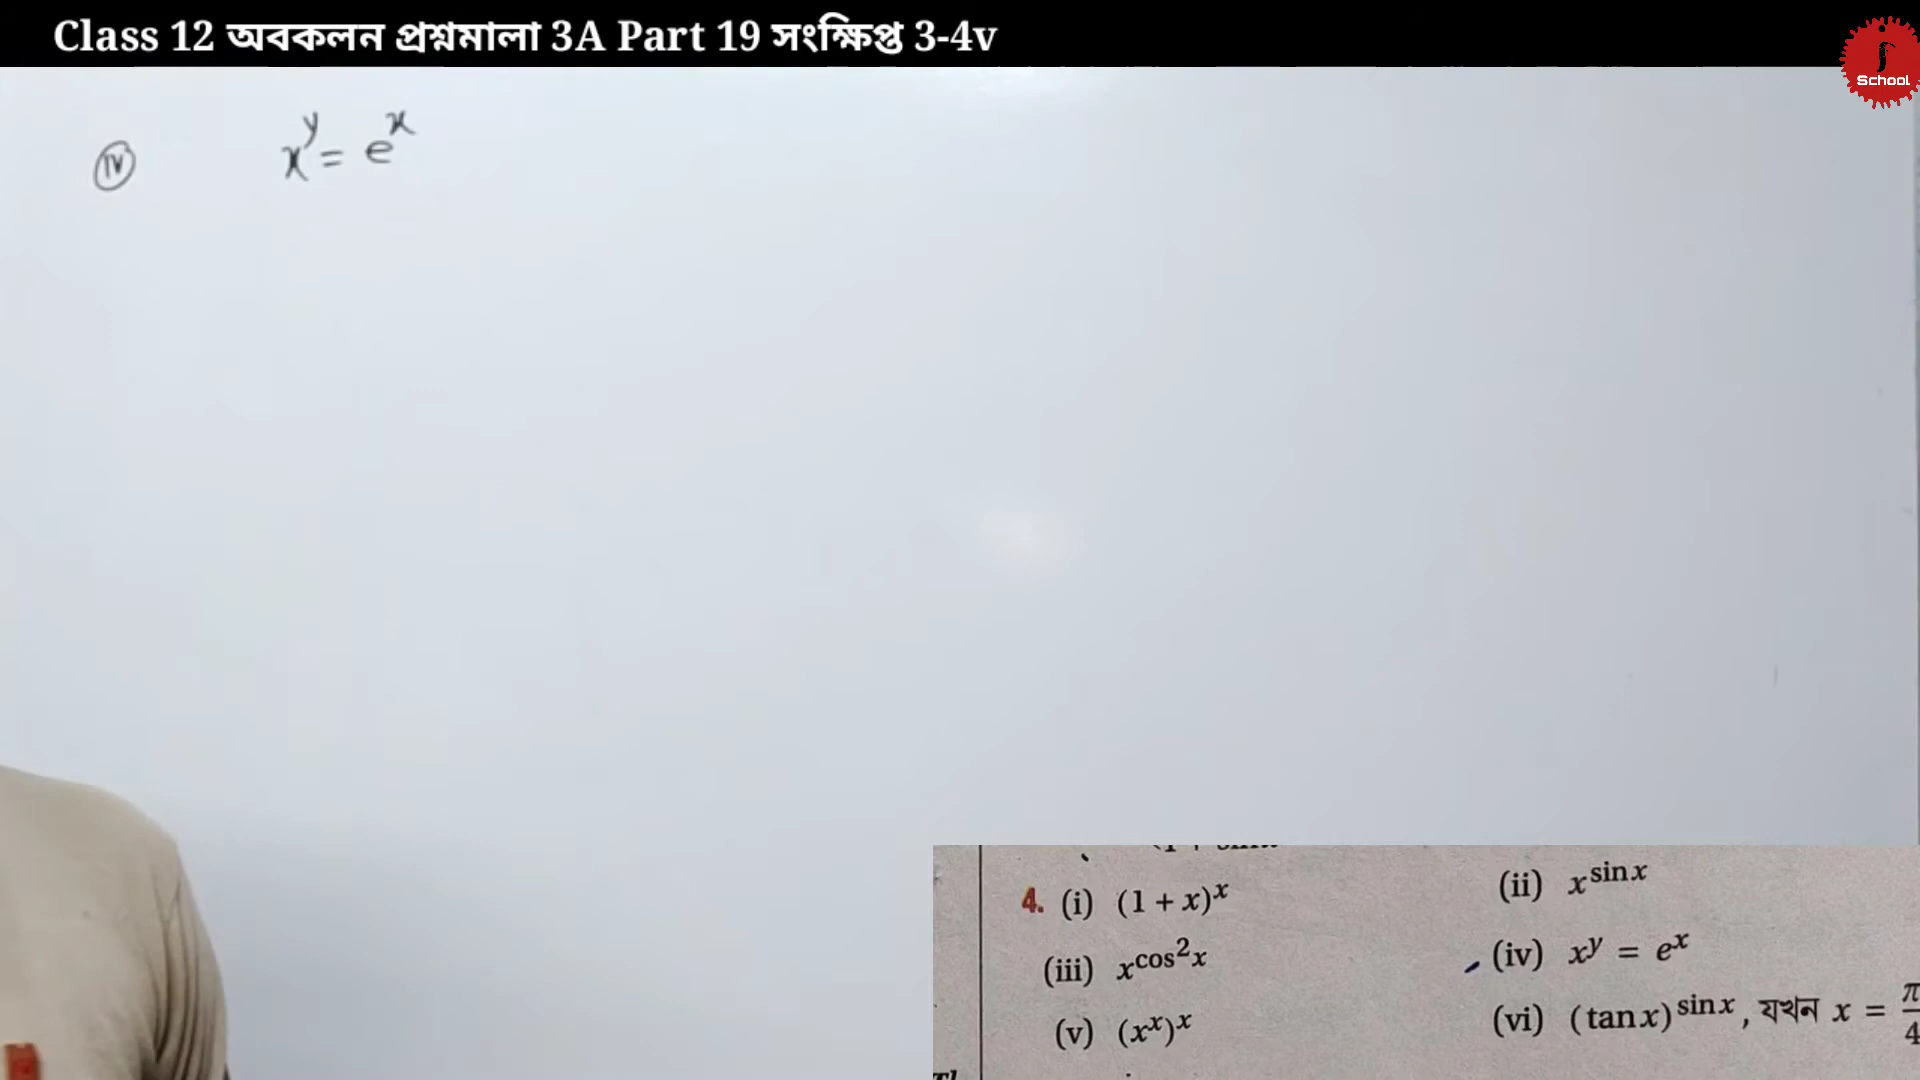 Class 12 অবকলন প্রশ্নমালা 3A Part 19 সংক্ষিপ্ত 3-4v
School
(IV) x^y = e^x
4. (i) (1 + x)^x (ii) x^sin x
(iii) x^cos²x (iv) x^y = e^x
(v) (x^x)^x (vi) (tan x)^sin x, যখন x = π/4